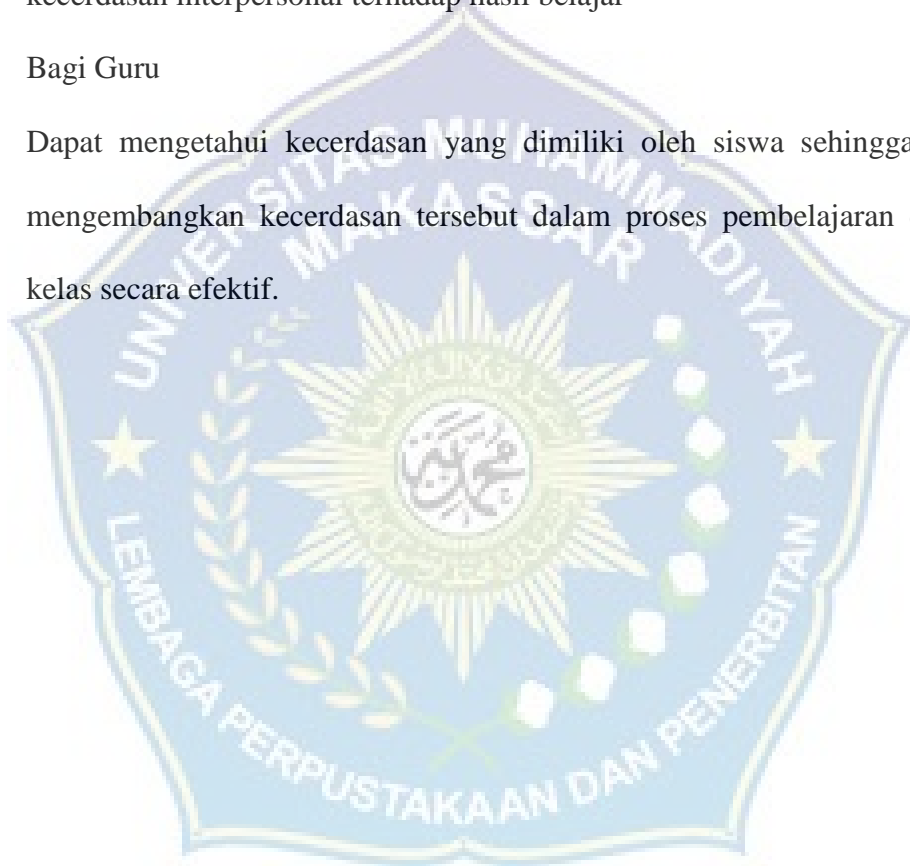 kecerdasan interpersonal terhadap hasil belajar
Bagi Guru
Dapat mengetahui kecerdasan yang dimiliki oleh siswa sehingga
mengembangkan kecerdasan tersebut dalam proses pembelajaran
kelas secara efektif.
UNIVERSITAS MUHAMMADIYAH
MAKASSAR
LEMBAGA PERPUSTAKAAN DAN PENERBITAN